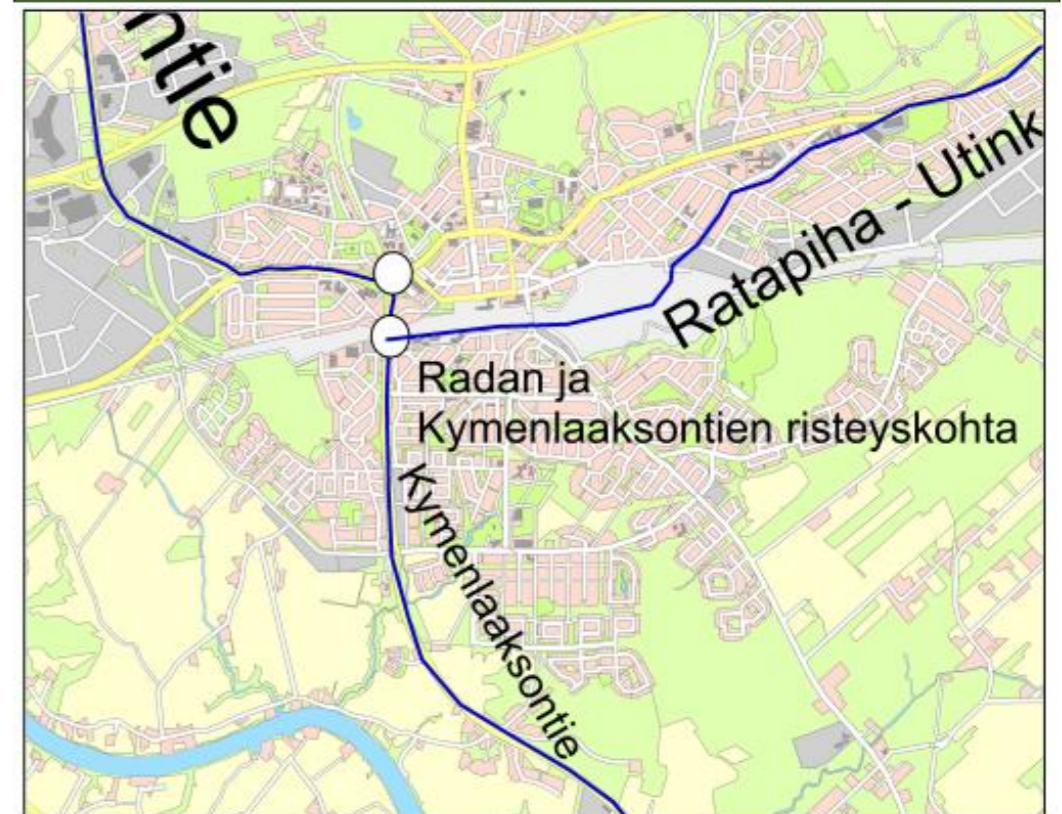 ntie
Ratapiha - Utink
Radan ja
Kymenlaaksontien risteyskohta
Kymenlaaksontie